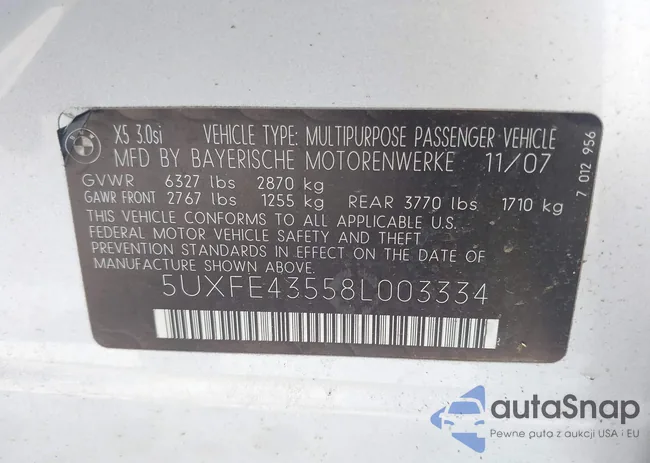 X5 3.0si VEHICLE TYPE: MULTIPURPOSE PASSENGER VEHICLE
MFD BY BAYERISCHE MOTORENWERKE 11/07
GVWR 6327 lbs 2870 kg
GAWR FRONT 2767 lbs 1255 kg REAR 3770 lbs 1710 kg
THIS VEHICLE CONFORMS TO ALL APPLICABLE U.S.
FEDERAL MOTOR VEHICLE SAFETY AND THEFT
PREVENTION STANDARDS IN EFFECT ON THE DATE OF
MANUFACTURE SHOWN ABOVE.
5UXFE43558L003334
7 012 956
autoSnap
Pewne auta z aukcji USA i EU